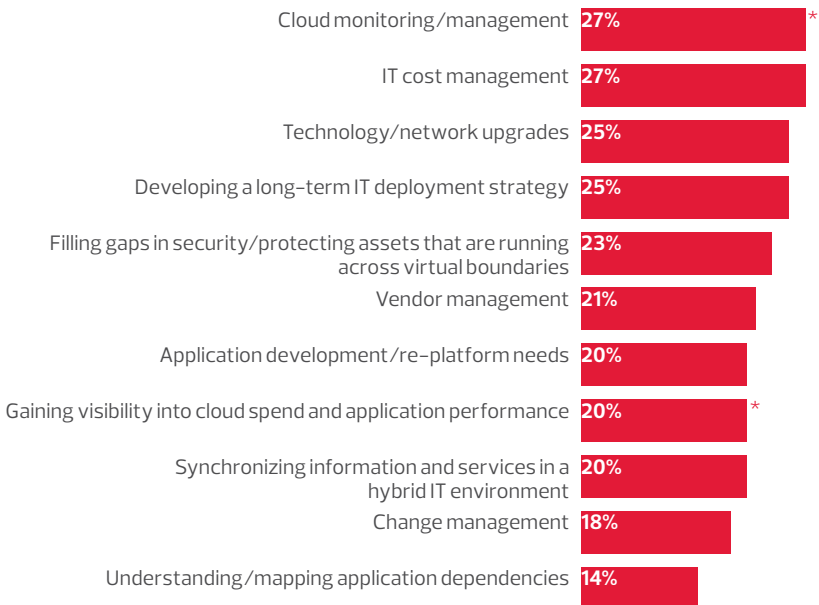 Cloud monitoring/management 27% *
IT cost management 27%
Technology/network upgrades 25%
Developing a long-term IT deployment strategy 25%
Filling gaps in security/protecting assets that are running
across virtual boundaries 23%
Vendor management 21%
Application development/re-platform needs 20%
Gaining visibility into cloud spend and application performance 20% *
Synchronizing information and services in a
hybrid IT environment 20%
Change management 18%
Understanding/mapping application dependencies 14%